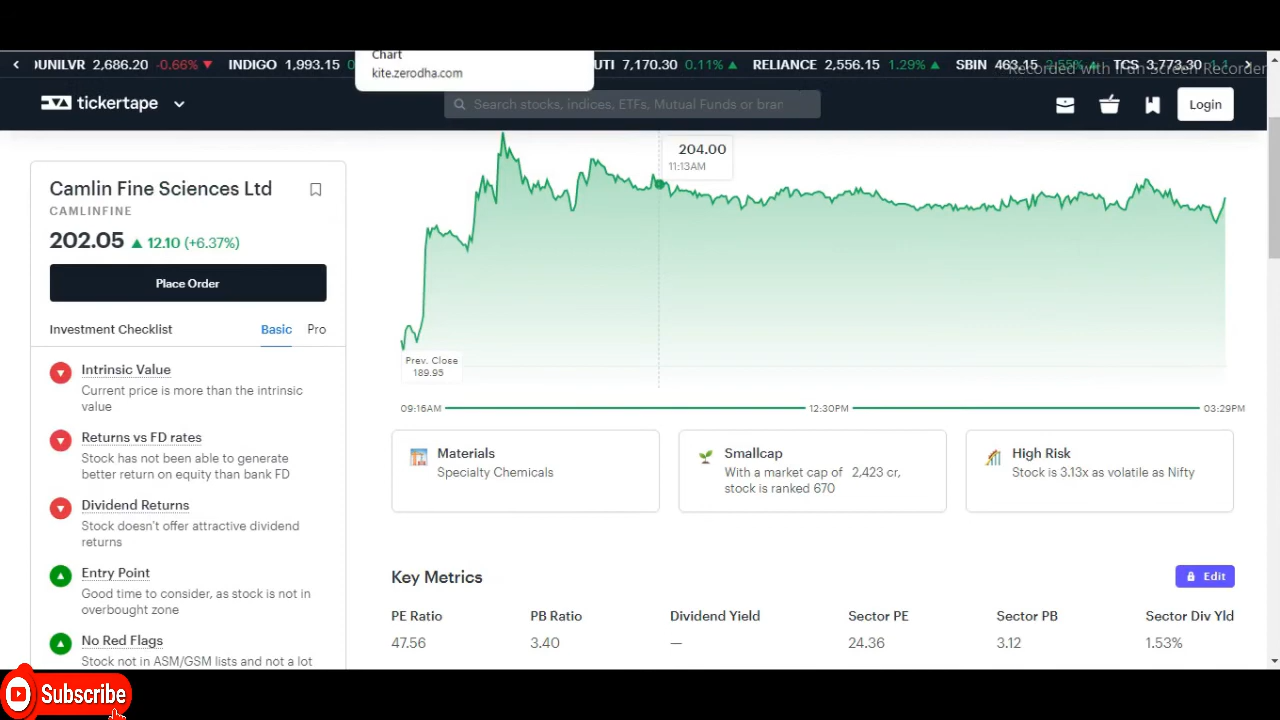 Chart
kite.zerodha.com
DUNILVR 2,686.20 -0.66% INDIGO 1,993.15 UTI 7,170.30 0.11% RELIANCE 2,556.15 1.29% SBIN 463.15 TCS 3,773.30
Recorded with iTun Screen Recorder
tickertape
Search stocks, indices, ETFs, Mutual Funds or bran
Login
Camlin Fine Sciences Ltd
CAMLINFINE
202.05 12.10 (+6.37%)
Place Order
Investment Checklist Basic Pro
Intrinsic Value
Current price is more than the intrinsic
value
Returns vs FD rates
Stock has not been able to generate
better return on equity than bank FD
Dividend Returns
Stock doesn't offer attractive dividend
returns
Entry Point
Good time to consider, as stock is not in
overbought zone
No Red Flags
Stock not in ASM/GSM lists and not a lot
204.00
11:13AM
Prev. Close
189.95
09:16AM 12:30PM 03:29PM
Materials
Specialty Chemicals
Smallcap
With a market cap of 2,423 cr,
stock is ranked 670
High Risk
Stock is 3.13x as volatile as Nifty
Key Metrics
Edit
PE Ratio PB Ratio Dividend Yield Sector PE Sector PB Sector Div Yld
47.56 3.40 — 24.36 3.12 1.53%
Subscribe